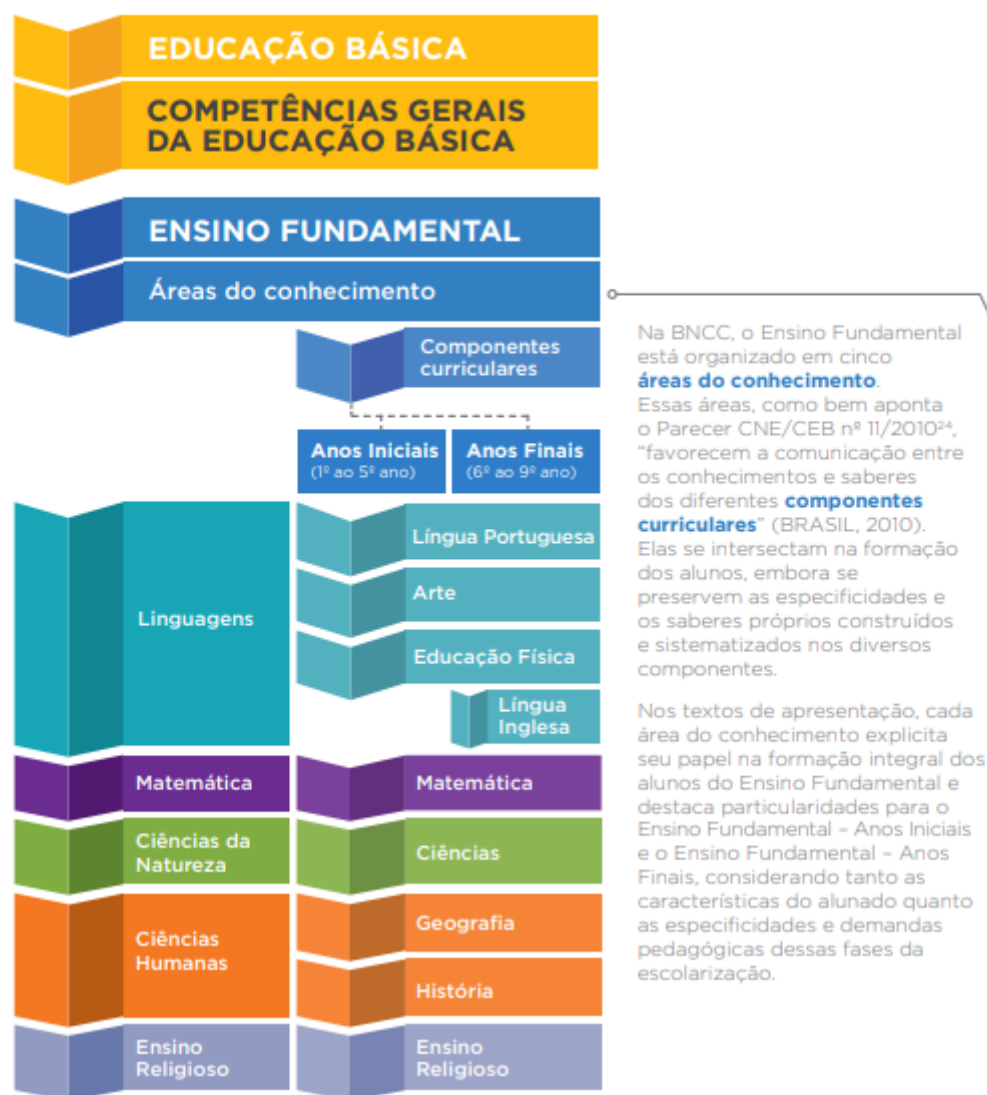 EDUCAÇÃO BÁSICA
COMPETÊNCIAS GERAIS
DA EDUCAÇÃO BÁSICA
ENSINO FUNDAMENTAL
Áreas do conhecimento
Componentes
curriculares
Anos Iniciais
(1º ao 5º ano)
Anos Finais
(6º ao 9º ano)
Linguagens
Língua Portuguesa
Arte
Educação Física
Língua
Inglesa
Matemática
Matemática
Ciências da
Natureza
Ciências
Ciências
Humanas
Geografia
História
Ensino
Religioso
Ensino
Religioso
Na BNCC, o Ensino Fundamental
está organizado em cinco
áreas do conhecimento.
Essas áreas, como bem aponta
o Parecer CNE/CEB nº 11/2010²⁴,
“favorecem a comunicação entre
os conhecimentos e saberes
dos diferentes componentes
curriculares” (BRASIL, 2010).
Elas se intersectam na formação
dos alunos, embora se
preservem as especificidades e
os saberes próprios construídos
e sistematizados nos diversos
componentes.
Nos textos de apresentação, cada
área do conhecimento explicita
seu papel na formação integral dos
alunos do Ensino Fundamental e
destaca particularidades para o
Ensino Fundamental – Anos Iniciais
e o Ensino Fundamental – Anos
Finais, considerando tanto as
características do alunado quanto
as especificidades e demandas
pedagógicas dessas fases da
escolarização.